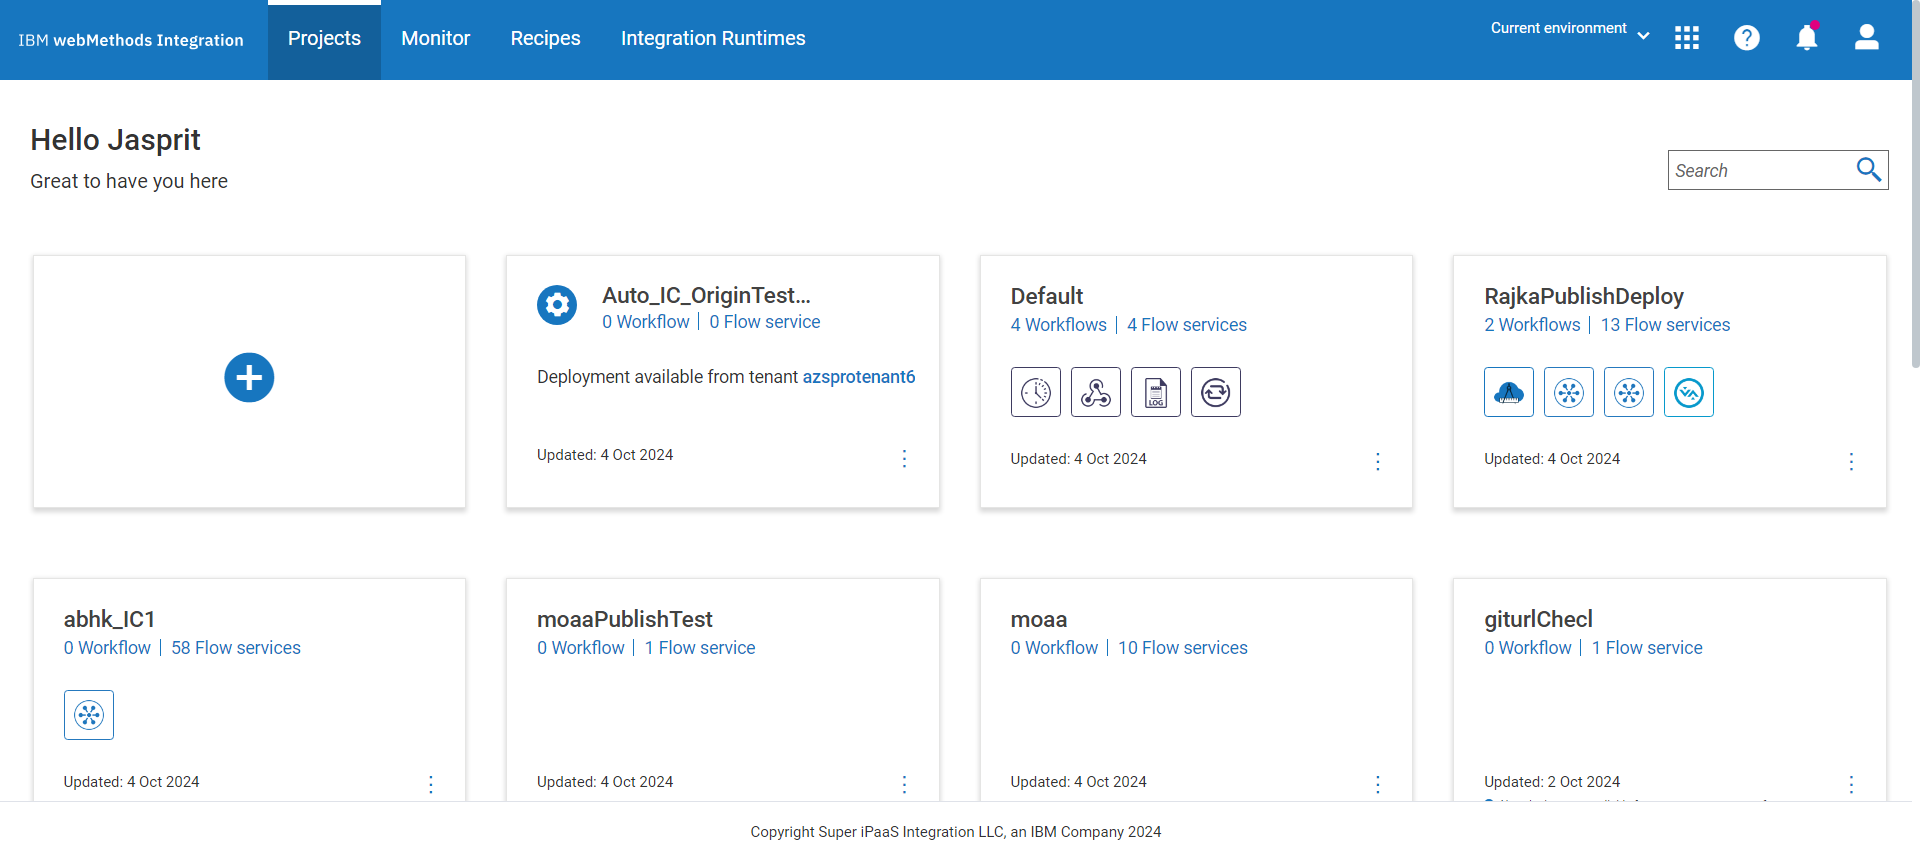 IBM webMethods Integration
Projects
Monitor
Recipes
Integration Runtimes
Current environment
Hello Jasprit
Great to have you here
Search
Auto_IC_OriginTest...
0 Workflow | 0 Flow service
Deployment available from tenant azsprotenant6
Updated: 4 Oct 2024
Default
4 Workflows | 4 Flow services
LOG
Updated: 4 Oct 2024
RajkaPublishDeploy
2 Workflows | 13 Flow services
Updated: 4 Oct 2024
abhk_IC1
0 Workflow | 58 Flow services
Updated: 4 Oct 2024
moaaPublishTest
0 Workflow | 1 Flow service
Updated: 4 Oct 2024
moaa
0 Workflow | 10 Flow services
Updated: 4 Oct 2024
giturlChecl
0 Workflow | 1 Flow service
Updated: 2 Oct 2024
Copyright Super iPaaS Integration LLC, an IBM Company 2024